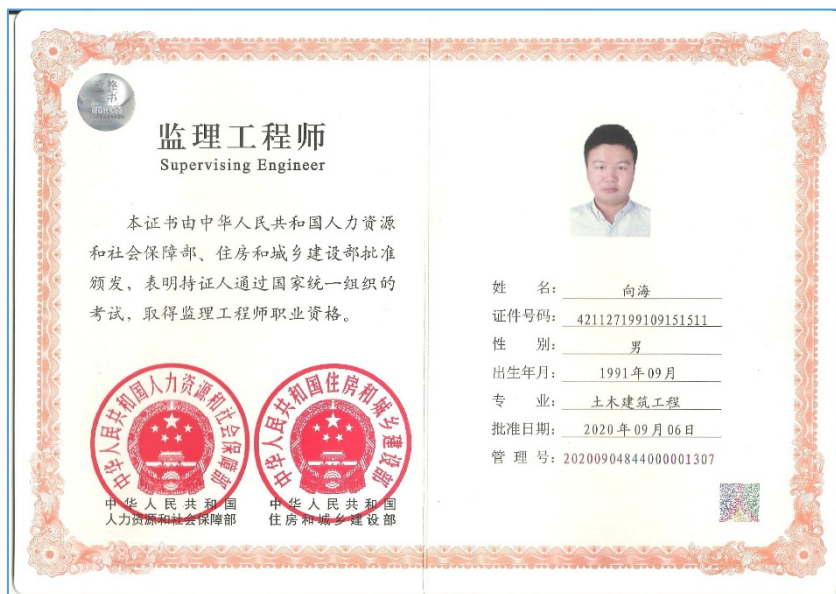 资格
证书
监理工程师
Supervising Engineer
本证书由中华人民共和国人力资源
和社会保障部、住房和城乡建设部批准
颁发，表明持证人通过国家统一组织的
考试，取得监理工程师职业资格。
中华人民共和国人力资源和社会保障部
中华人民共和国住房和城乡建设部
中华人民共和国
人力资源和社会保障部
中华人民共和国
住房和城乡建设部
姓 名：向海
证件号码：421127199109151511
性 别：男
出生年月：1991年09月
专 业：土木建筑工程
批准日期：2020年09月06日
管 理 号：20200904844000001307